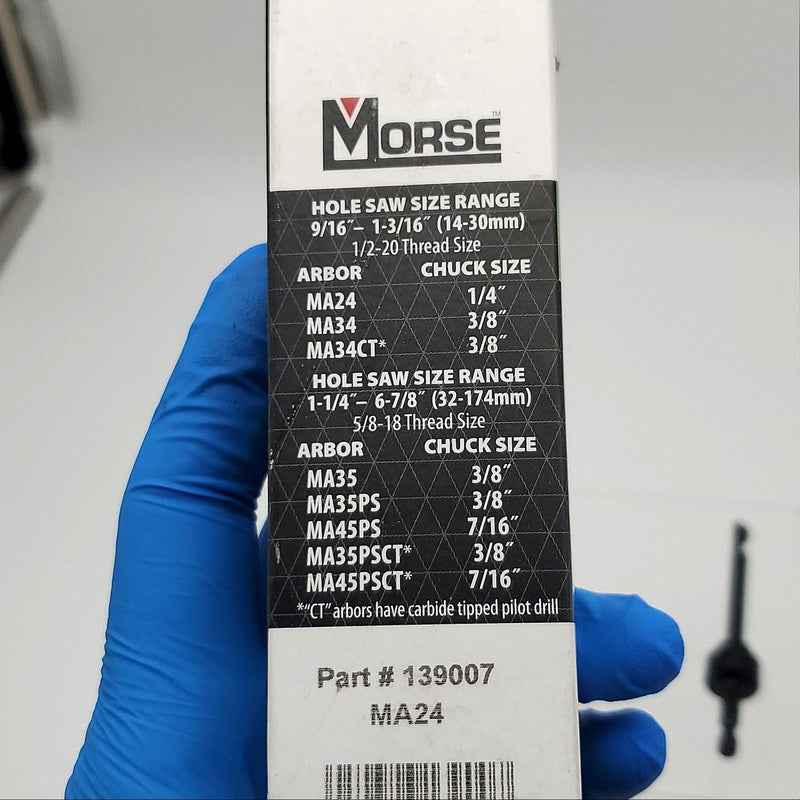 MORSE™
HOLE SAW SIZE RANGE
9/16″– 1-3/16″ (14-30mm)
1/2-20 Thread Size
ARBOR CHUCK SIZE
MA24 1/4″
MA34 3/8″
MA34CT* 3/8″
HOLE SAW SIZE RANGE
1-1/4″– 6-7/8″ (32-174mm)
5/8-18 Thread Size
ARBOR CHUCK SIZE
MA35 3/8″
MA35PS 3/8″
MA45PS 7/16″
MA35PSCT* 3/8″
MA45PSCT* 7/16″
*“CT” arbors have carbide tipped pilot drill
Part # 139007
MA24